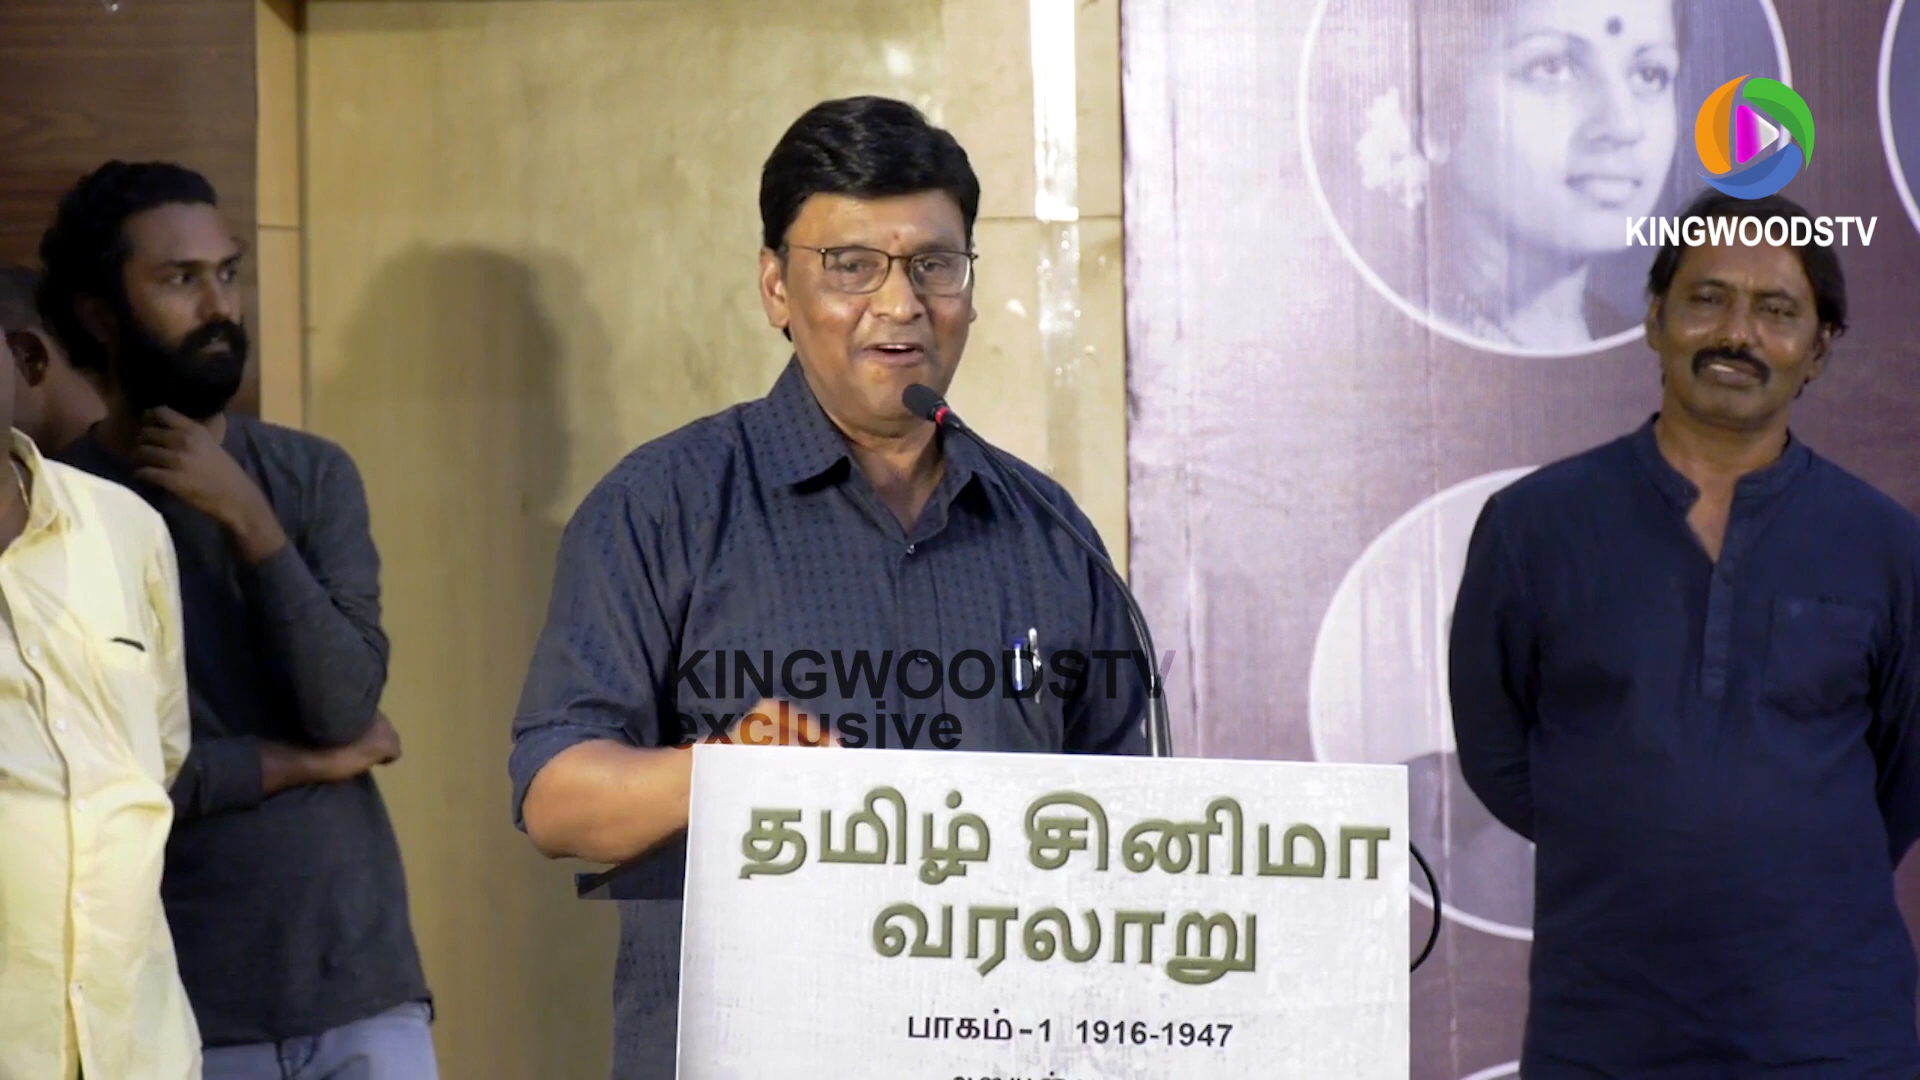 KINGWOODSTV
KINGWOODSTV
exclusive
தமிழ் சினிமா
வரலாறு
பாகம்-1 1916-1947